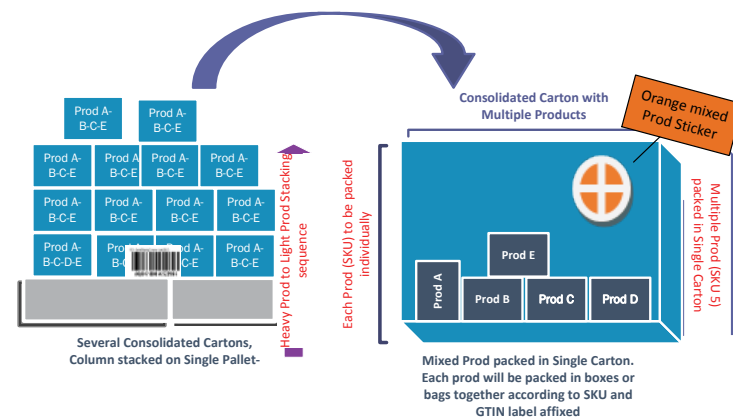 Prod A-
B-C-E
Prod A-
B-C-E
Prod A-
B-C-E
Prod A
B-C-E
Prod A-
B-C-E
Prod A-
B-C-E
Prod A-
B-C-E
Prod A-
B-C-E
Prod A-
B-C-E
Prod A-
B-C-E
Prod A-
B-C-D-E
Prod A-
B-C-E
Prod A-
B-C-E
Several Consolidated Cartons,
Column stacked on Single Pallet-
Heavy Prod to Light Prod Stacking
sequence
Each Prod (SKU) to be packed
individually
Consolidated Carton with
Multiple Products
Orange mixed
Prod Sticker
Prod A
Prod B
Prod E
Prod C
Prod D
Multiple Prod (SKU 5)
packed in Single Carton
Mixed Prod packed in Single Carton.
Each prod will be packed in boxes or
bags together according to SKU and
GTIN label affixed